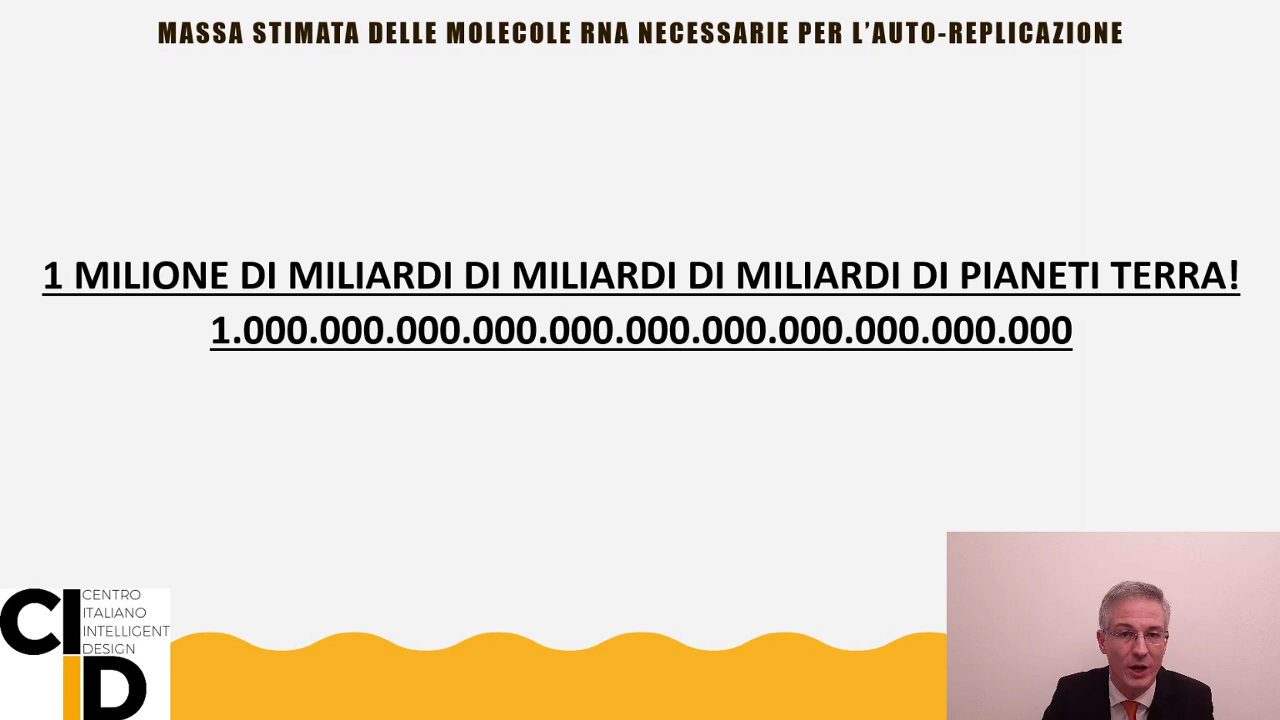 MASSA STIMATA DELLE MOLECOLE RNA NECESSARIE PER L’AUTO-REPLICAZIONE
1 MILIONE DI MILIARDI DI MILIARDI DI MILIARDI DI PIANETI TERRA!
1.000.000.000.000.000.000.000.000.000.000.000
CI
D
CENTRO
ITALIANO
INTELLIGENT
DESIGN